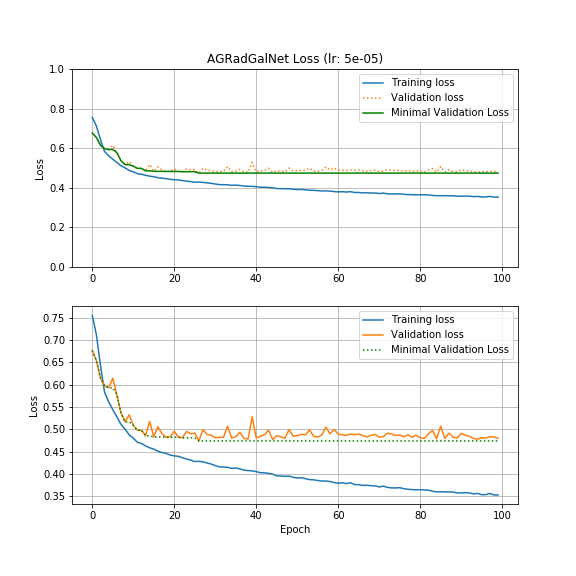 AGRadGalNet Loss (lr: 5e-05)
1.0
0.8
0.6
0.4
0.2
0.0
Loss
Training loss
Validation loss
Minimal Validation Loss
0
20
40
60
80
100
0.75
0.70
0.65
0.60
0.55
0.50
0.45
0.40
0.35
Loss
Training loss
Validation loss
Minimal Validation Loss
0
20
40
60
80
100
Epoch